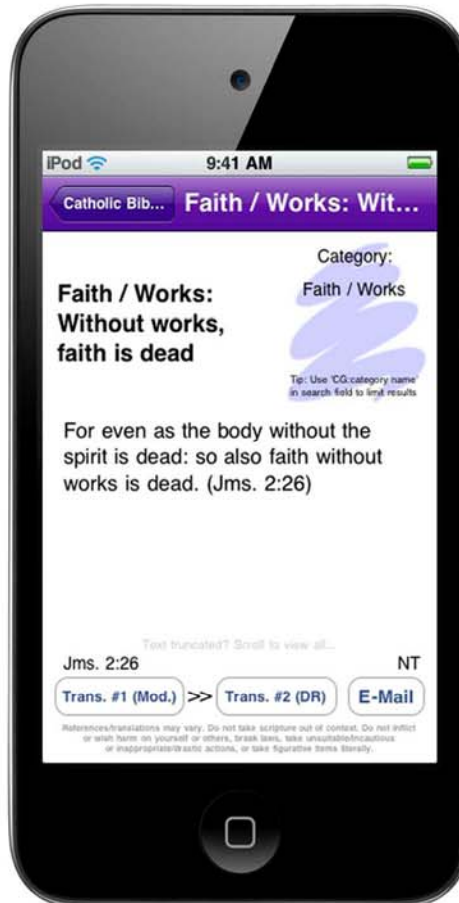 iPod 9:41 AM
Catholic Bib... Faith / Works: Wit...
Category:
Faith / Works
Faith / Works:
Without works,
faith is dead
Tip: Use 'CG:category name'
in search field to limit results
For even as the body without the
spirit is dead: so also faith without
works is dead. (Jms. 2:26)
Text truncated? Scroll to view all...
Jms. 2:26 NT
Trans. #1 (Mod.) >> Trans. #2 (DR) E-Mail
References/translations may vary. Do not take scripture out of context. Do not inflict
or wish harm on yourself or others, break laws, take unsuitable/incautious
or inappropriate/drastic actions, or take figurative items literally.